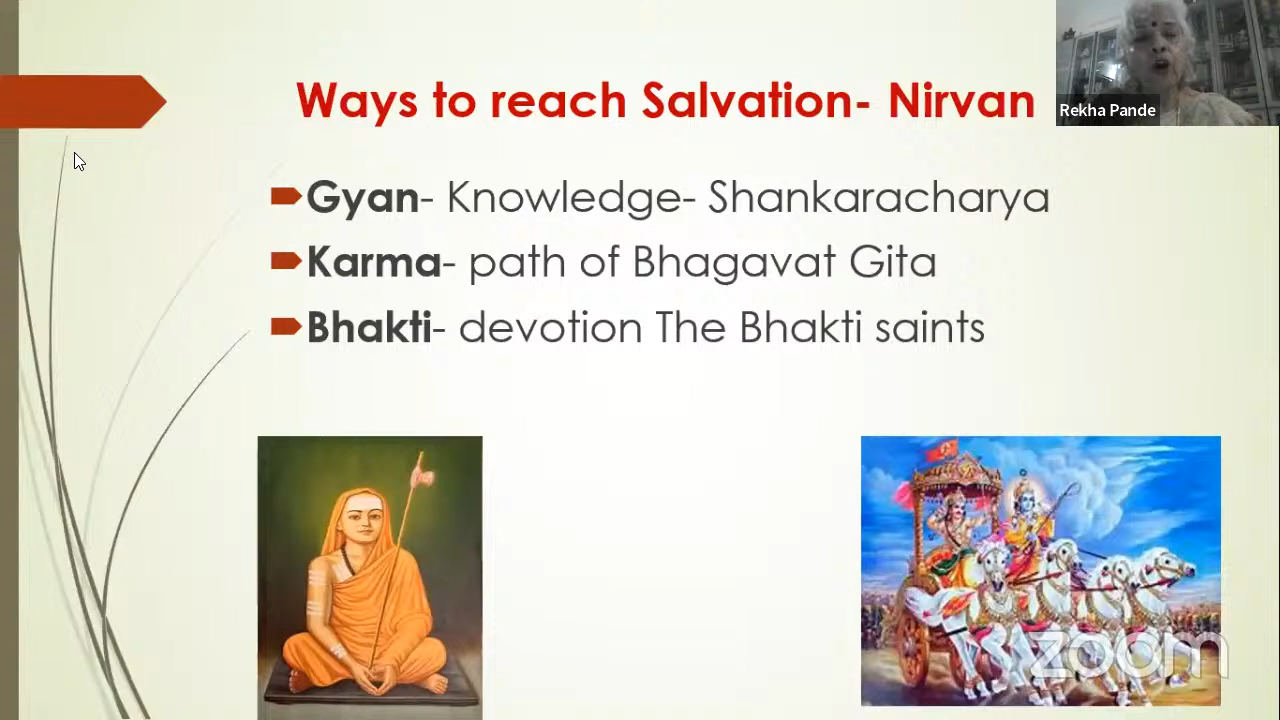 Ways to reach Salvation- Nirvan
Rekha Pande
Gyan- Knowledge- Shankaracharya
Karma- path of Bhagavat Gita
Bhakti- devotion The Bhakti saints
zoom